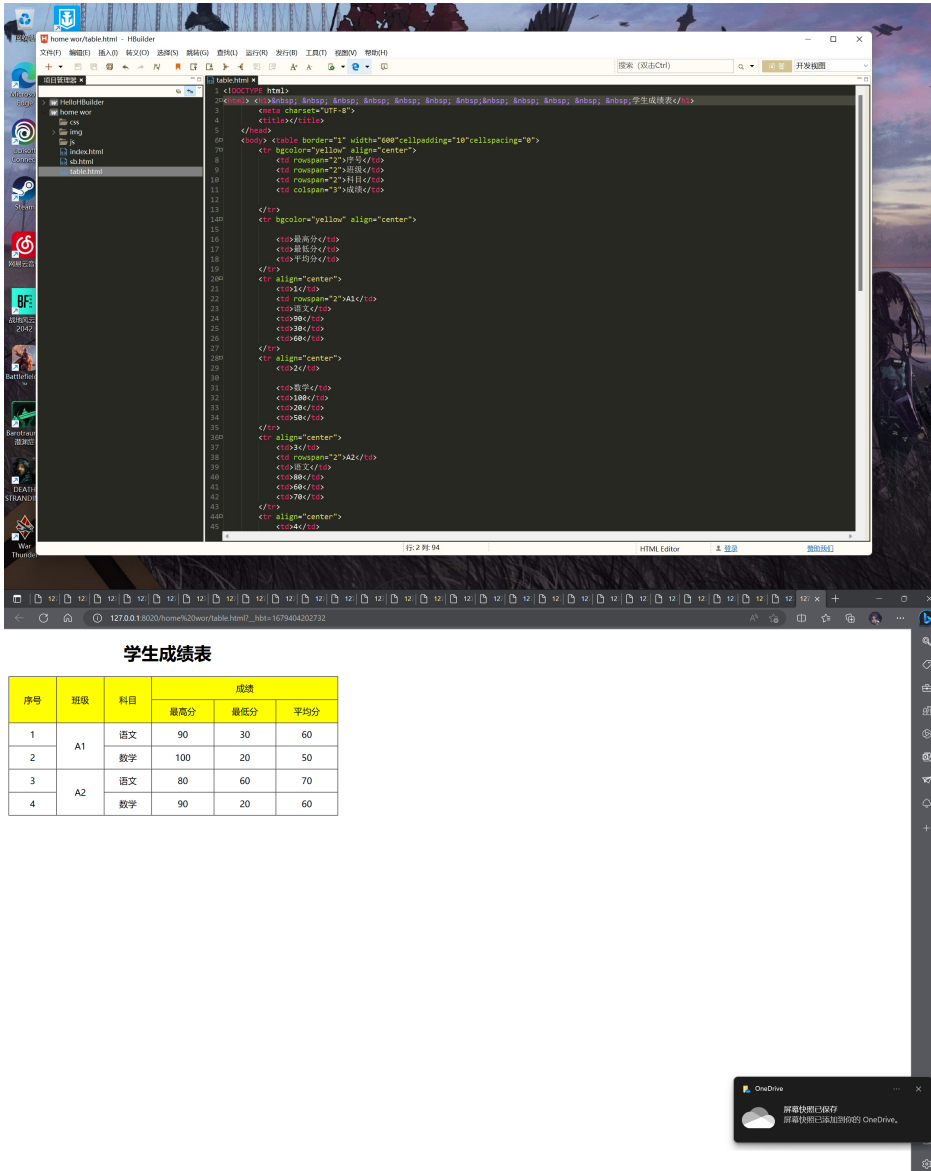 home wor/table.html - HBuilder
文件(F) 编辑(E) 插入(I) 转义(O) 选择(S) 跳转(G) 查找(L) 运行(R) 发行(B) 工具(T) 视图(V) 帮助(H)
搜索（双击Ctrl）
开发视图
项目管理器
table.html
HelloHBuilder
home wor
css
img
js
index.html
sb.html
table.html
1 <!DOCTYPE html>
2 <html> <h1>&nbsp; &nbsp; &nbsp; &nbsp; &nbsp; &nbsp; &nbsp;&nbsp; &nbsp; &nbsp; &nbsp; &nbsp;学生成绩表</h1>
3 <meta charset="UTF-8">
4 <title></title>
5 </head>
6 <body> <table border="1" width="600"cellpadding="10"cellspacing="0">
7 <tr bgcolor="yellow" align="center">
8 <td rowspan="2">序号</td>
9 <td rowspan="2">班级</td>
10 <td rowspan="2">科目</td>
11 <td colspan="3">成绩</td>
12
13 </tr>
14 <tr bgcolor="yellow" align="center">
15
16 <td>最高分</td>
17 <td>最低分</td>
18 <td>平均分</td>
19 </tr>
20 <tr align="center">
21 <td>1</td>
22 <td rowspan="2">A1</td>
23 <td>语文</td>
24 <td>90</td>
25 <td>30</td>
26 <td>60</td>
27 </tr>
28 <tr align="center">
29 <td>2</td>
30
31 <td>数学</td>
32 <td>100</td>
33 <td>20</td>
34 <td>50</td>
35 </tr>
36 <tr align="center">
37 <td>3</td>
38 <td rowspan="2">A2</td>
39 <td>语文</td>
40 <td>80</td>
41 <td>60</td>
42 <td>70</td>
43 </tr>
44 <tr align="center">
45 <td>4</td>
行: 2 列: 94
HTML Editor
登录
赞助我们
Steam
网易云音
BF
2042
Battlefield
DEATH
STRANDI
War
Thunde
127.0.0.1:8020/home%20wor/table.html?__hbt=1679404202732
学生成绩表
序号 班级 科目 成绩
最高分 最低分 平均分
1 A1 语文 90 30 60
2 数学 100 20 50
3 A2 语文 80 60 70
4 数学 90 20 60
OneDrive
屏幕快照已保存
屏幕快照已添加到你的 OneDrive。